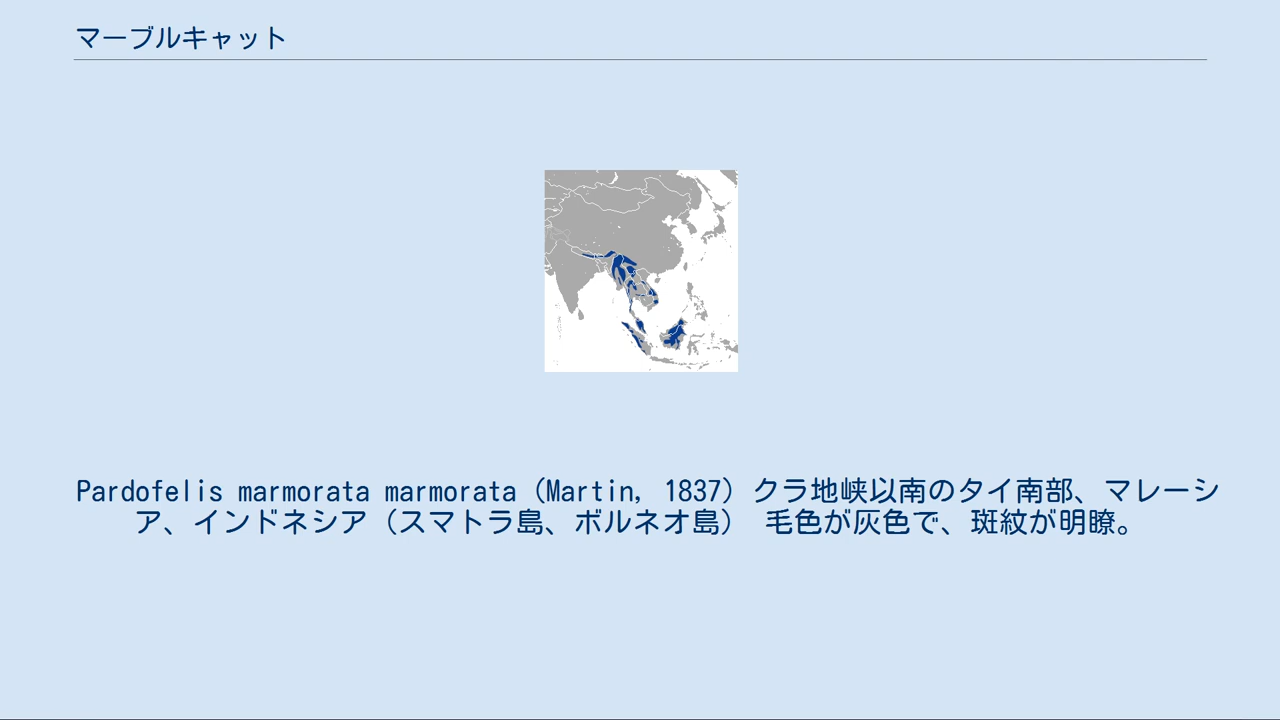 マーブルキャット
Pardofelis marmorata marmorata (Martin, 1837) クラ地峡以南のタイ南部、マレーシ
ア、インドネシア（スマトラ島、ボルネオ島） 毛色が灰色で、斑紋が明瞭。